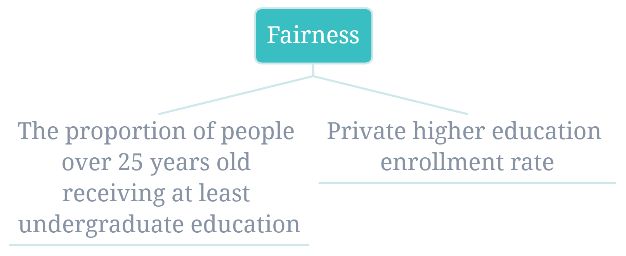 Fairness
The proportion of people
over 25 years old
receiving at least
undergraduate education
Private higher education
enrollment rate